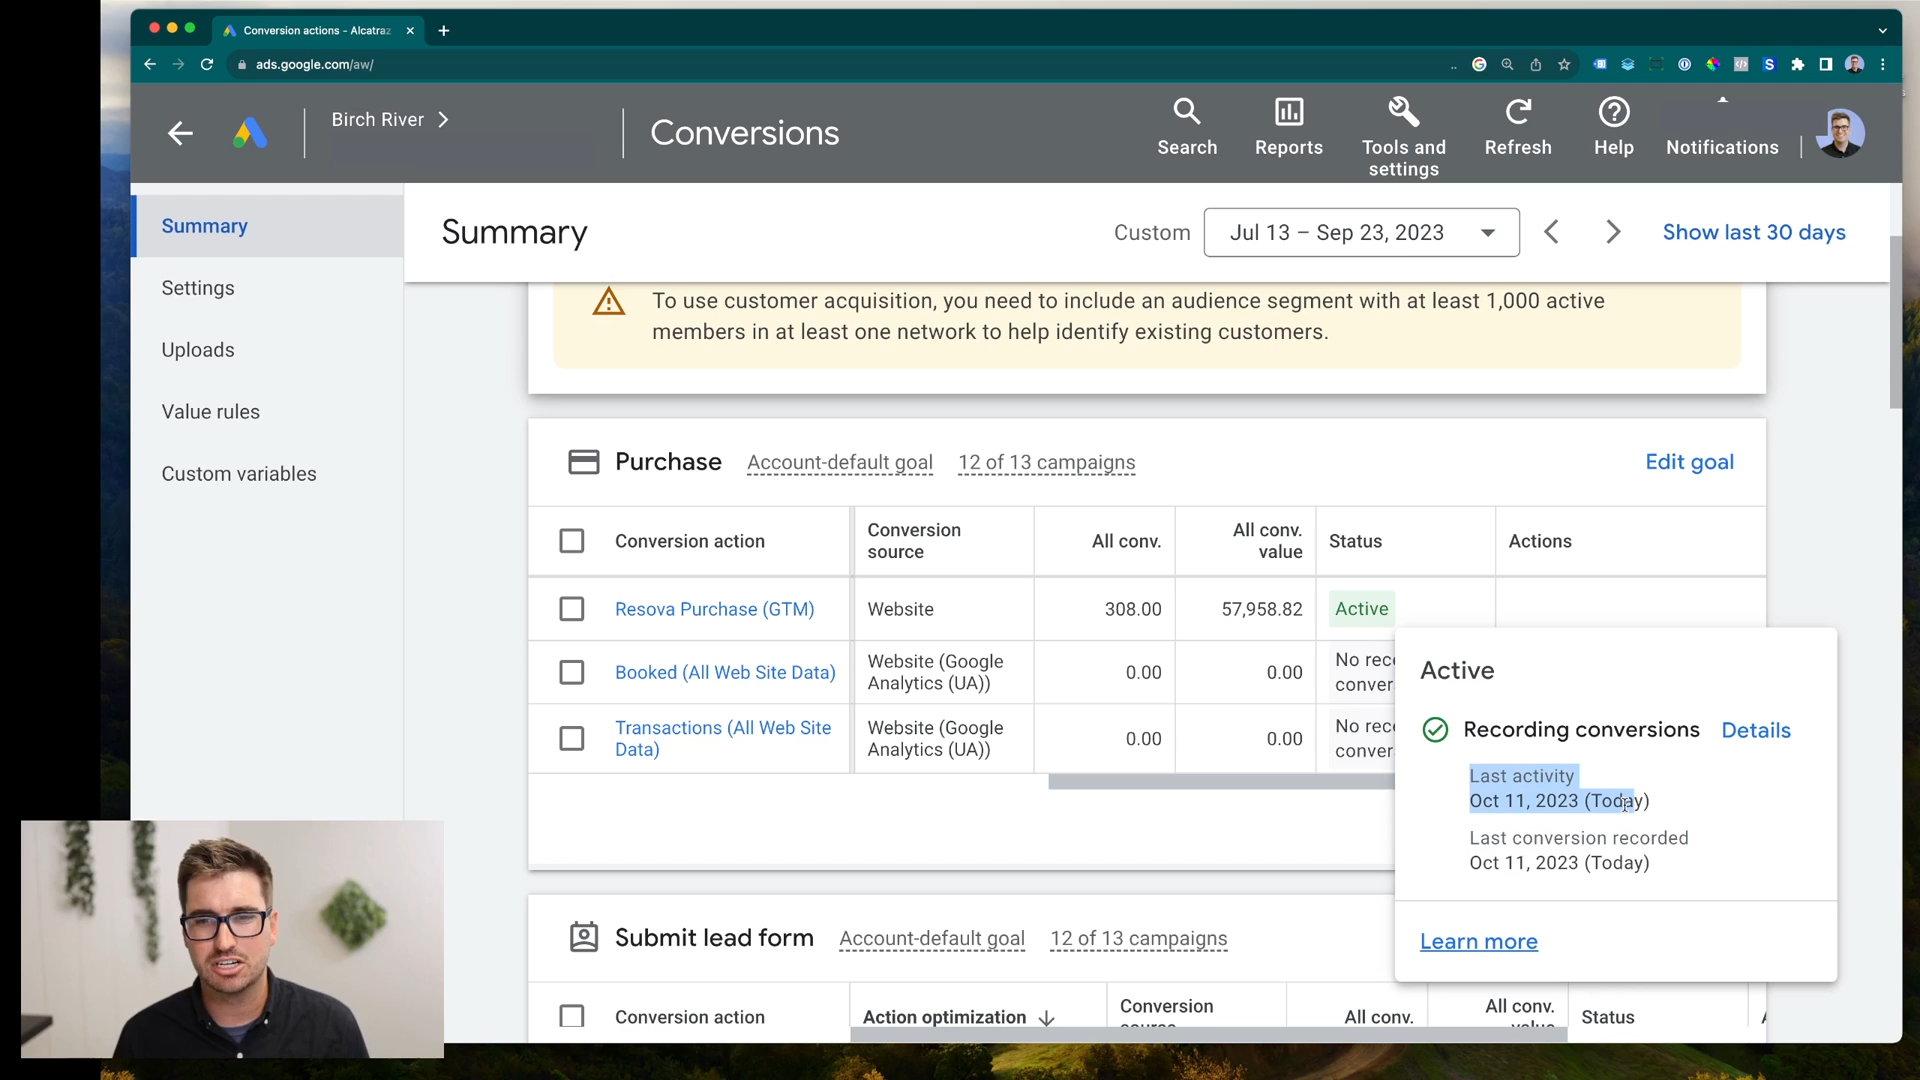 Conversion actions - Alcatraz
ads.google.com/aw/
Birch River
Conversions
Search
Reports
Tools and
settings
Refresh
Help
Notifications
Summary
Settings
Uploads
Value rules
Custom variables
Summary
Custom
Jul 13 – Sep 23, 2023
Show last 30 days
To use customer acquisition, you need to include an audience segment with at least 1,000 active
members in at least one network to help identify existing customers.
Purchase
Account-default goal
12 of 13 campaigns
Edit goal
Conversion action
Conversion
source
All conv.
All conv.
value
Status
Actions
Resova Purchase (GTM)
Website
308.00
57,958.82
Active
Booked (All Web Site Data)
Website (Google
Analytics (UA))
0.00
0.00
No rec
conver
Transactions (All Web Site
Data)
Website (Google
Analytics (UA))
0.00
0.00
No rec
conver
Active
Recording conversions
Details
Last activity
Oct 11, 2023 (Today)
Last conversion recorded
Oct 11, 2023 (Today)
Learn more
Submit lead form
Account-default goal
12 of 13 campaigns
Conversion action
Action optimization
Conversion
source
All conv.
All conv.
value
Status